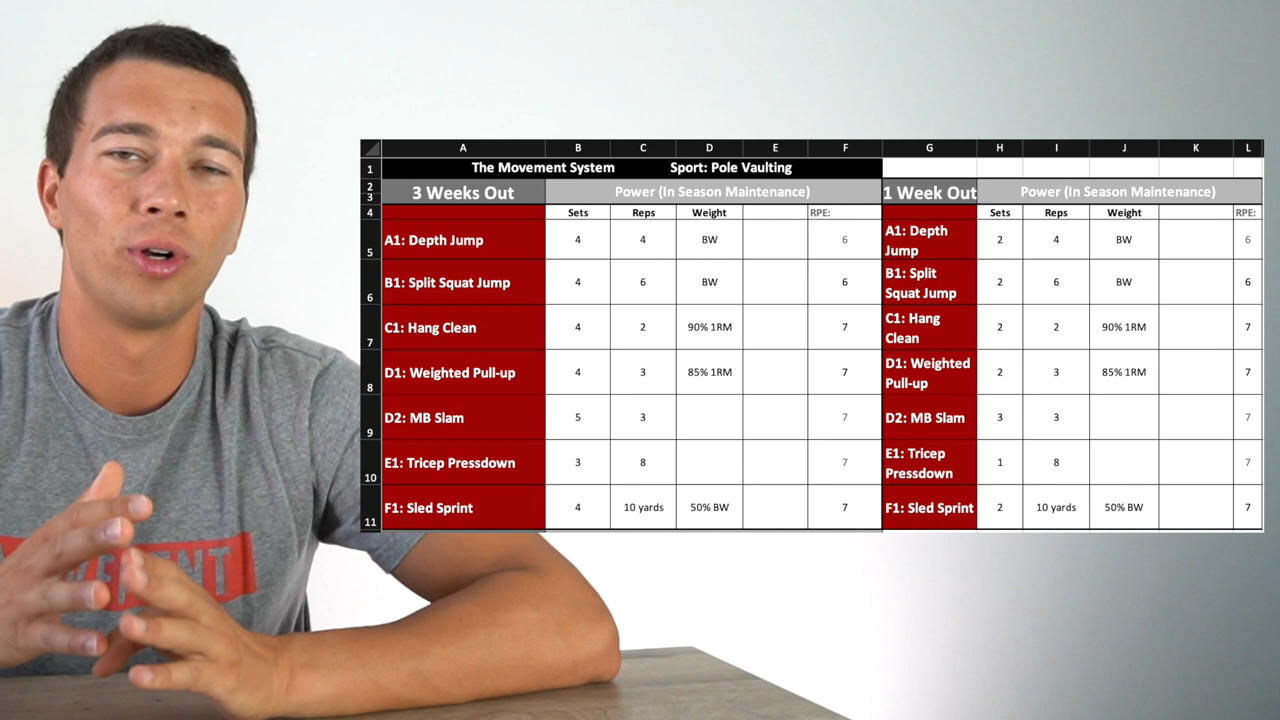 A B C D E F G H I J K L
1 The Movement System Sport: Pole Vaulting
2
3 3 Weeks Out Power (In Season Maintenance) 1 Week Out Power (In Season Maintenance)
4 Sets Reps Weight RPE: Sets Reps Weight RPE:
5 A1: Depth Jump 4 4 BW 6 A1: Depth Jump 2 4 BW 6
6 B1: Split Squat Jump 4 6 BW 6 B1: Split Squat Jump 2 6 BW 6
7 C1: Hang Clean 4 2 90% 1RM 7 C1: Hang Clean 2 2 90% 1RM 7
8 D1: Weighted Pull-up 4 3 85% 1RM 7 D1: Weighted Pull-up 2 3 85% 1RM 7
9 D2: MB Slam 5 3 7 D2: MB Slam 3 3 7
10 E1: Tricep Pressdown 3 8 7 E1: Tricep Pressdown 1 8 7
11 F1: Sled Sprint 4 10 yards 50% BW 7 F1: Sled Sprint 2 10 yards 50% BW 7